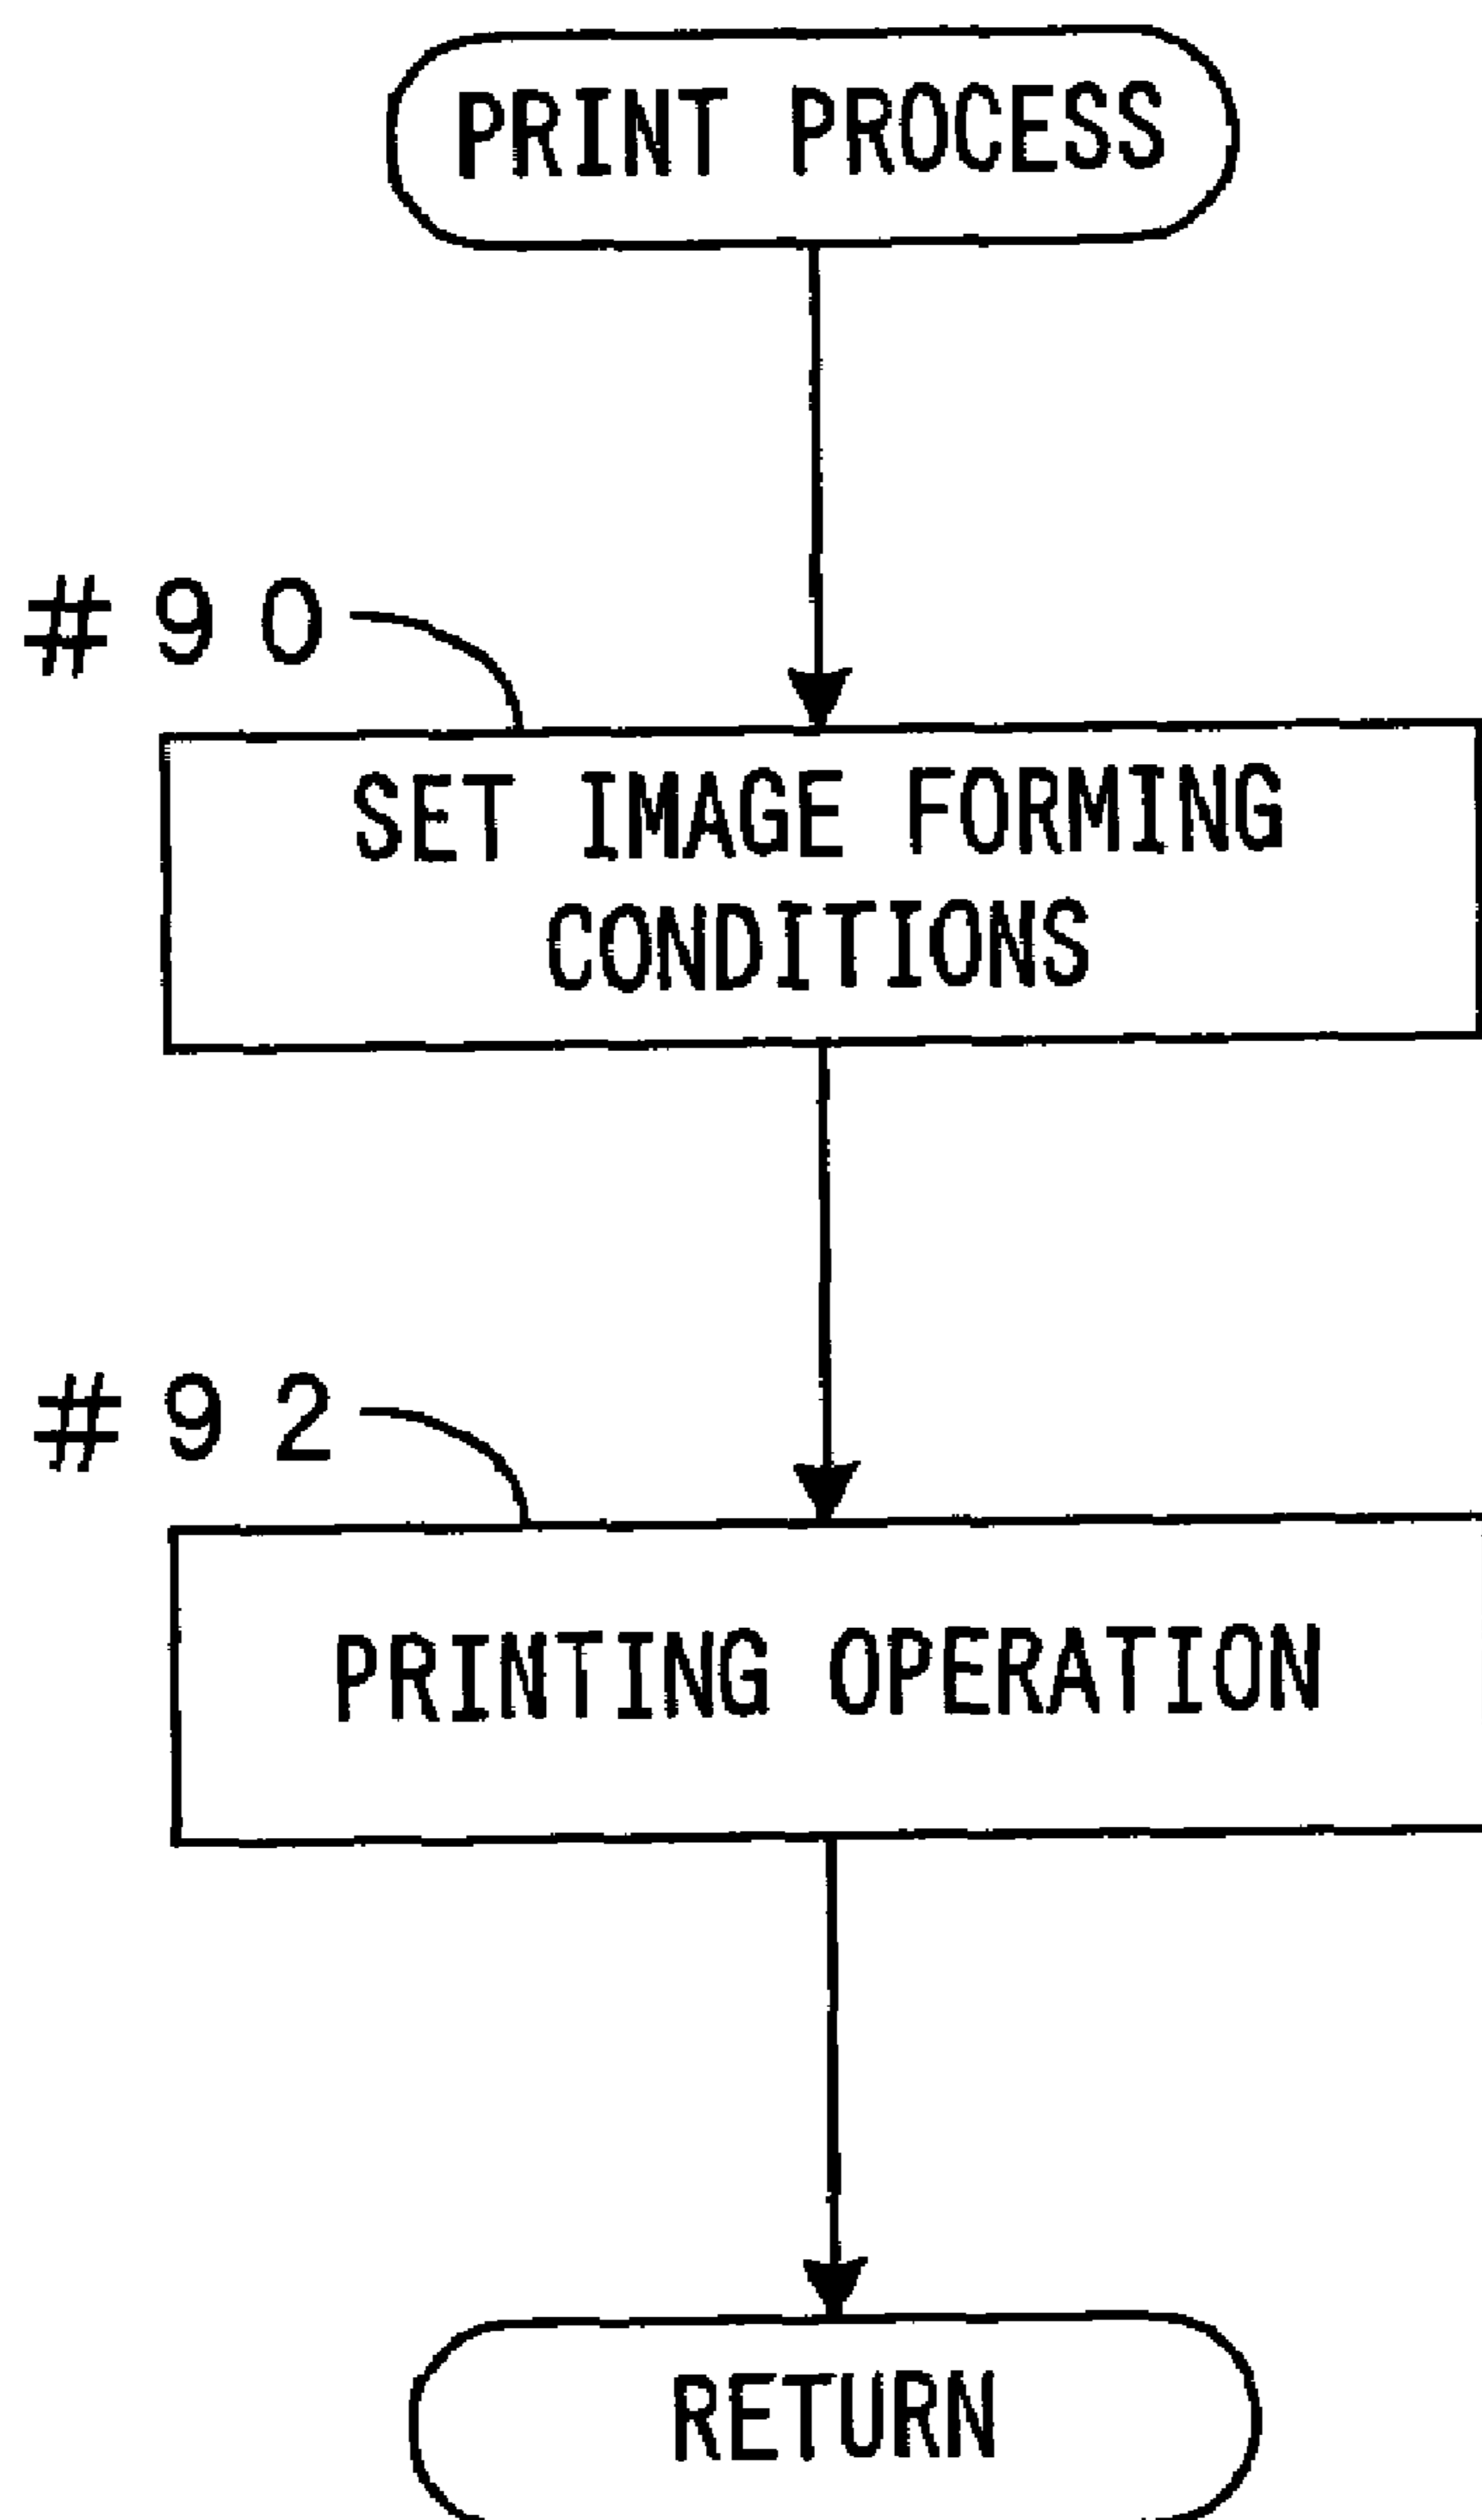 PRINT PROCESS
#90
SET IMAGE FORMING
CONDITIONS
#92
PRINTING OPERATION
RETURN